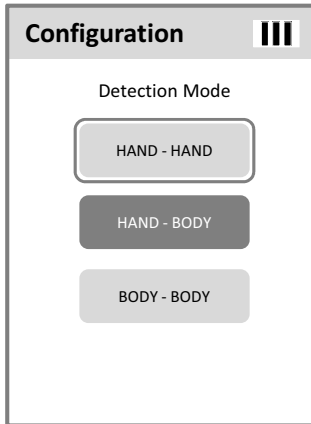 Configuration
Detection Mode
HAND - HAND
HAND - BODY
BODY - BODY